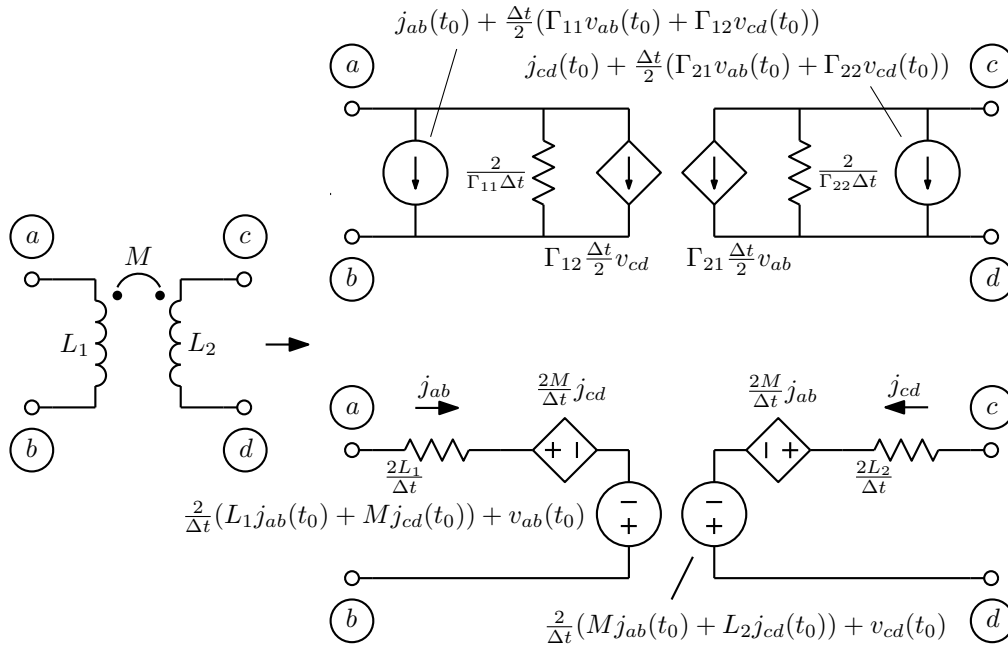 j_{ab}(t_0) + \frac{\Delta t}{2}(\Gamma_{11}v_{ab}(t_0) + \Gamma_{12}v_{cd}(t_0))
a
j_{cd}(t_0) + \frac{\Delta t}{2}(\Gamma_{21}v_{ab}(t_0) + \Gamma_{22}v_{cd}(t_0))
c
\frac{2}{\Gamma_{11}\Delta t}
\frac{2}{\Gamma_{22}\Delta t}
b
\Gamma_{12}\frac{\Delta t}{2}v_{cd}
\Gamma_{21}\frac{\Delta t}{2}v_{ab}
d
a
M
c
L_1
L_2
b
d
a
j_{ab}
\frac{2M}{\Delta t}j_{cd}
\frac{2M}{\Delta t}j_{ab}
j_{cd}
c
+ −
− +
\frac{2L_1}{\Delta t}
\frac{2L_2}{\Delta t}
\frac{2}{\Delta t}(L_1 j_{ab}(t_0) + M j_{cd}(t_0)) + v_{ab}(t_0)
−
+
−
+
b
\frac{2}{\Delta t}(M j_{ab}(t_0) + L_2 j_{cd}(t_0)) + v_{cd}(t_0)
d